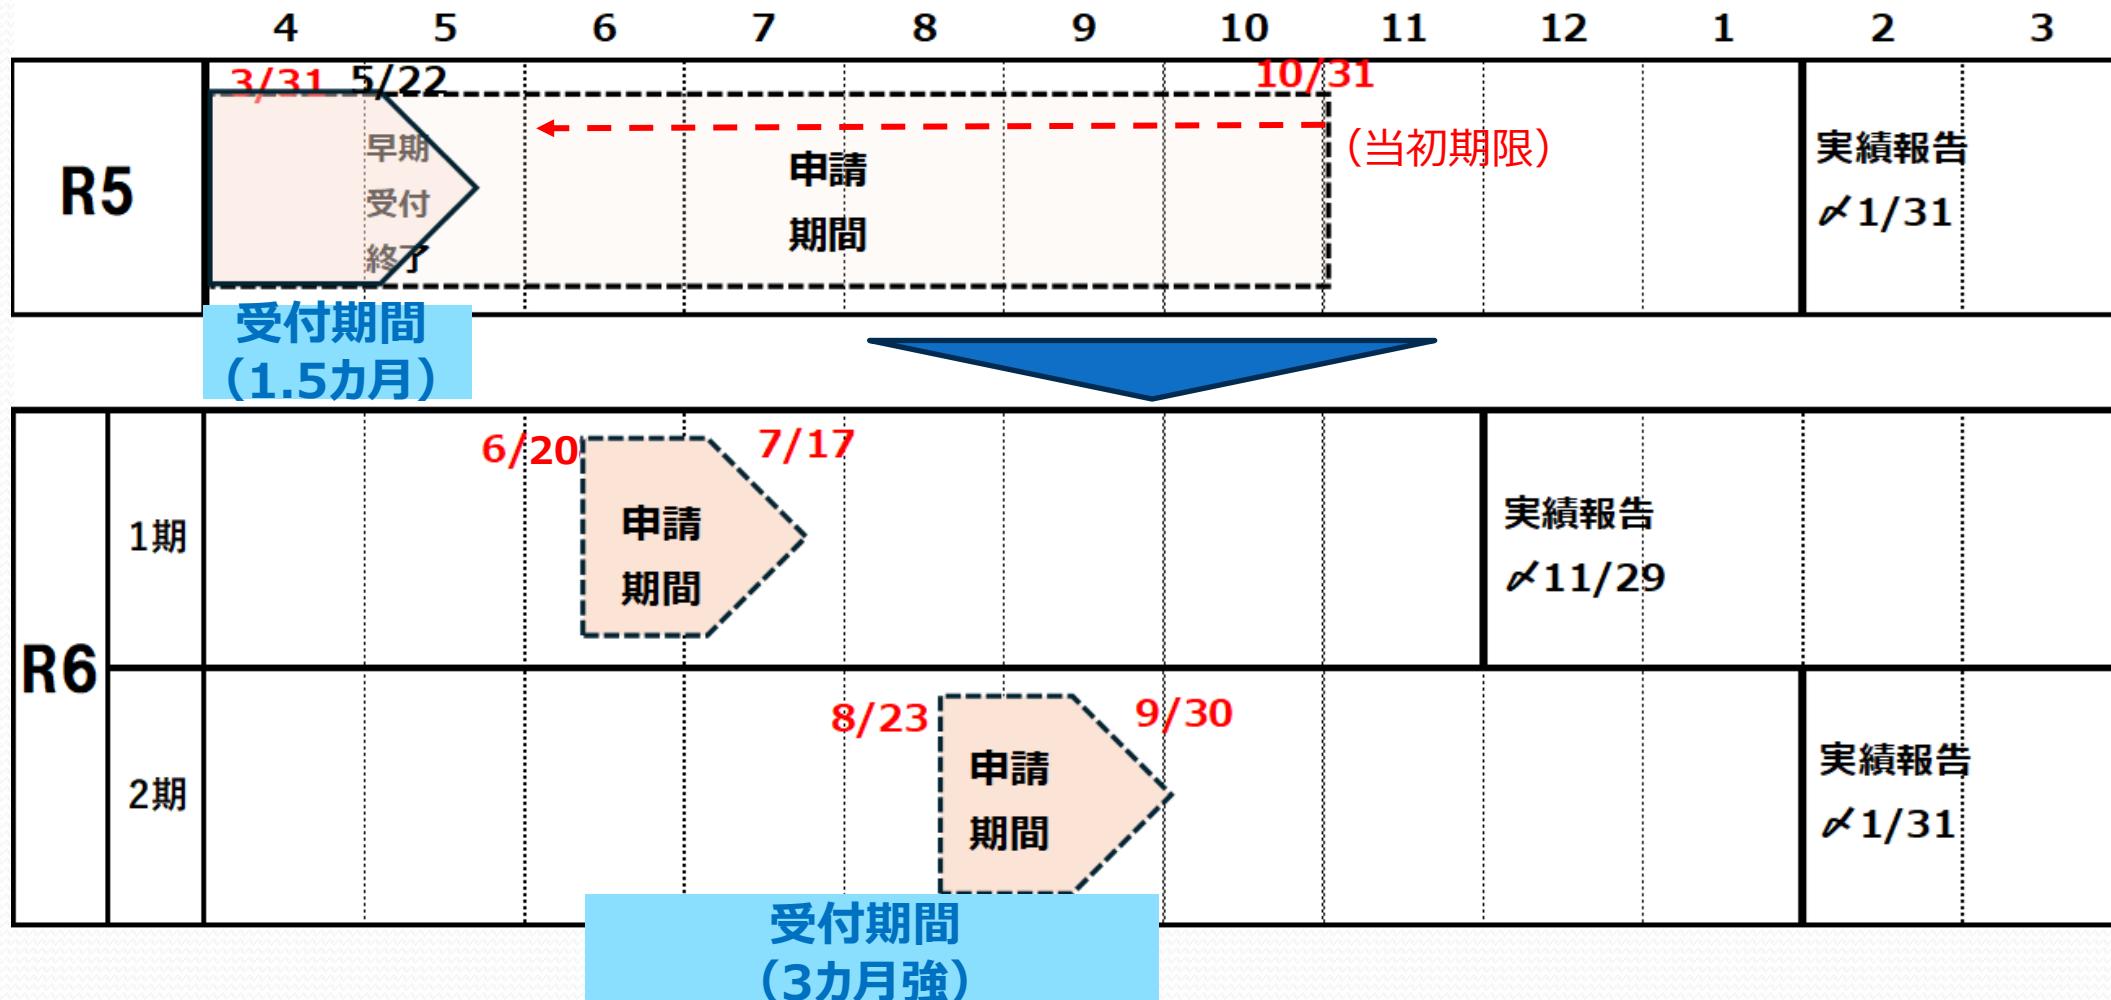 4 5 6 7 8 9 10 11 12 1 2 3
R5
3/31 5/22
10/31
(当初期限)
早期
受付
終了
申請
期間
実績報告
〆1/31
受付期間
(1.5カ月)
R6
1期
6/20
7/17
申請
期間
実績報告
〆11/29
2期
8/23
9/30
申請
期間
実績報告
〆1/31
受付期間
(3カ月強)